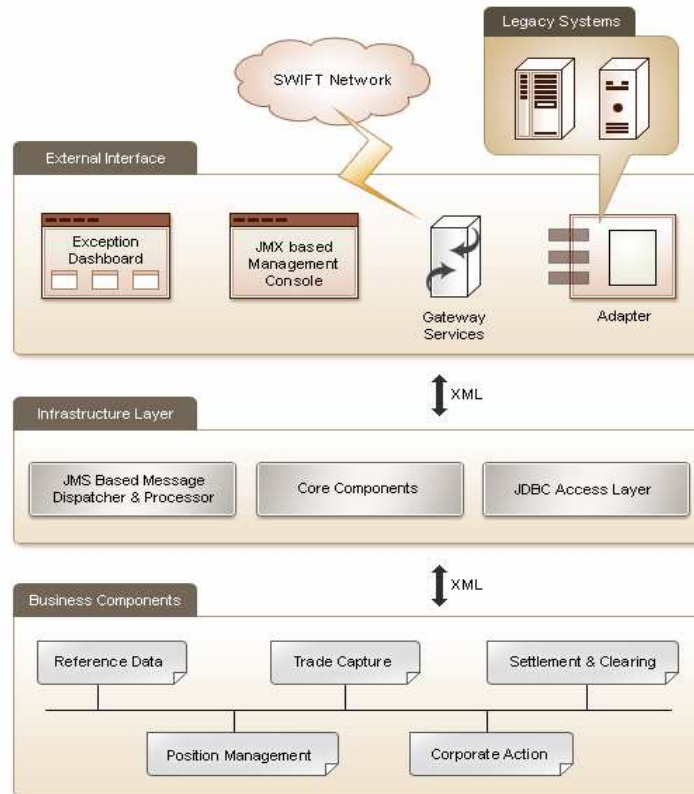 Legacy Systems
SWIFT Network
External Interface
Exception
Dashboard
JMX based
Management
Console
Gateway
Services
Adapter
XML
Infrastructure Layer
JMS Based Message
Dispatcher & Processor
Core Components
JDBC Access Layer
XML
Business Components
Reference Data
Trade Capture
Settlement & Clearing
Position Management
Corporate Action